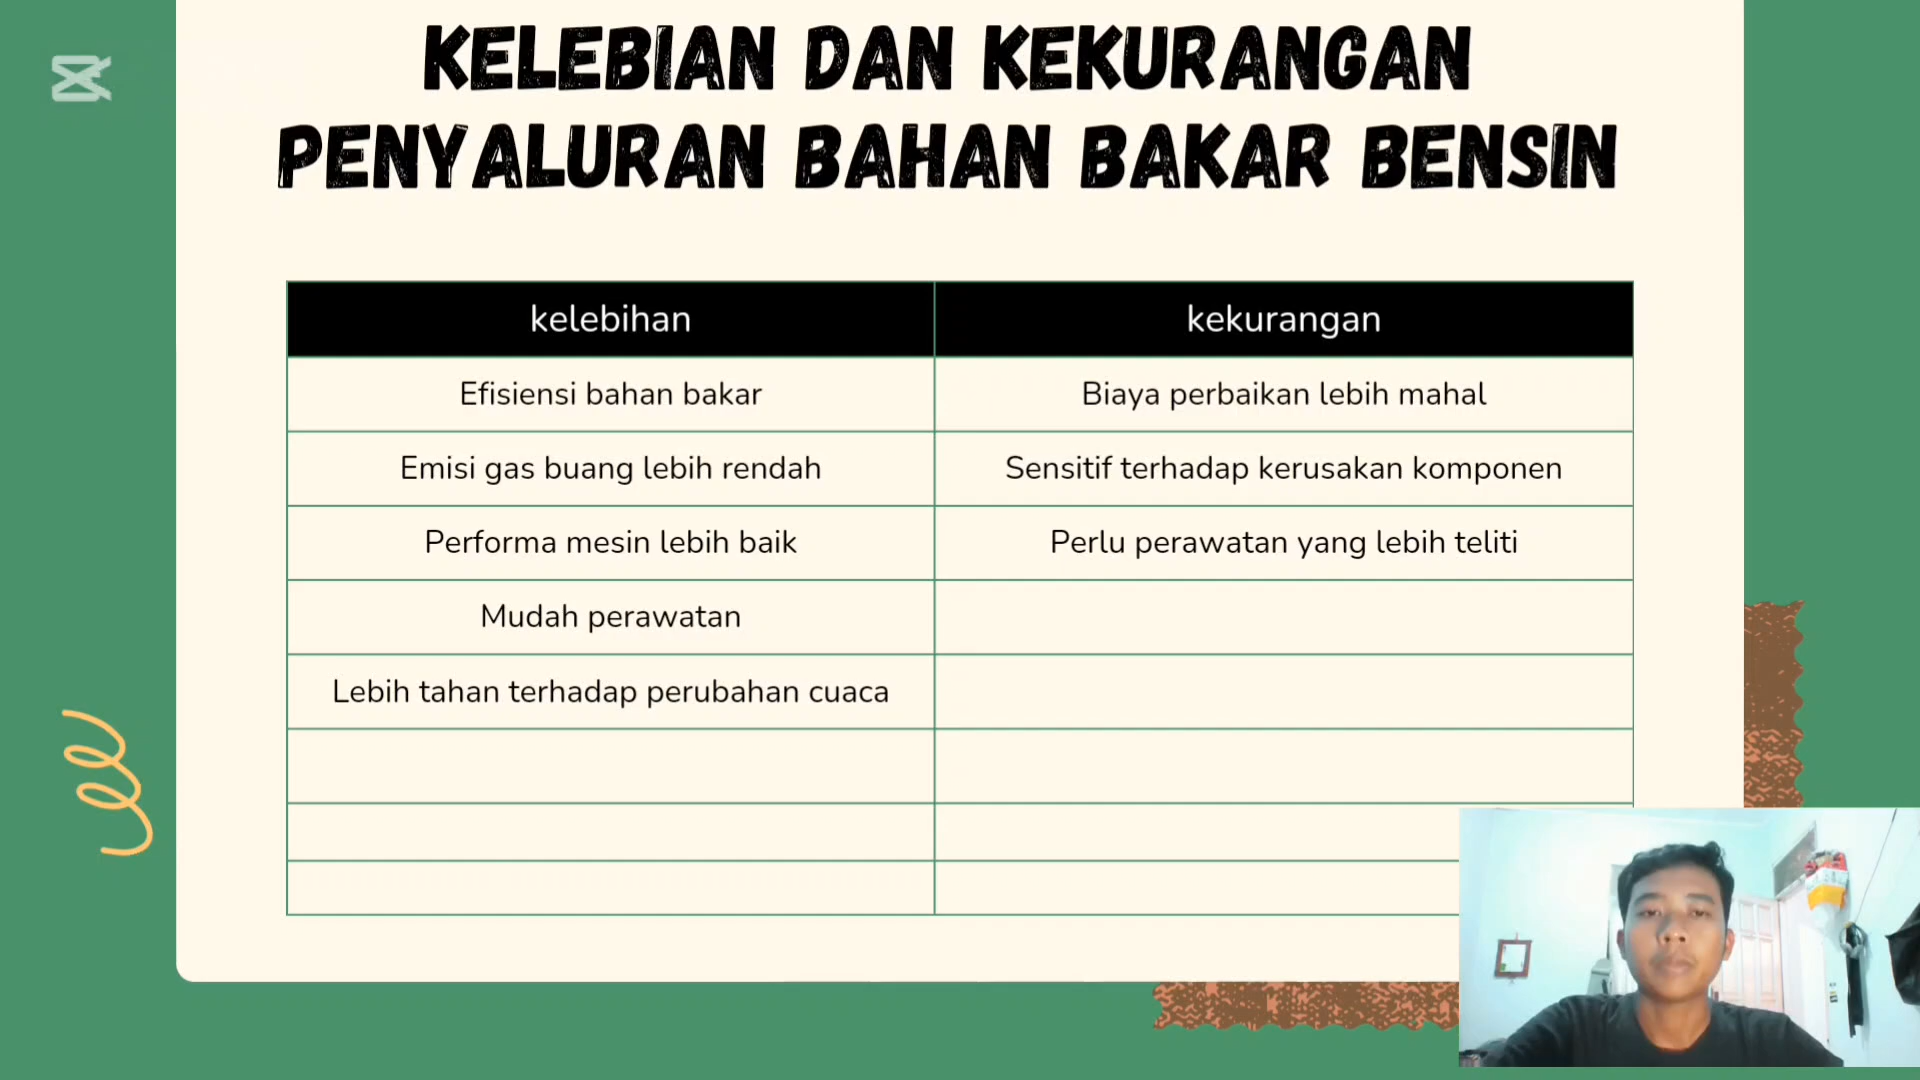 KELEBIAN DAN KEKURANGAN
PENYALURAN BAHAN BAKAR BENSIN
kelebihan
kekurangan
Efisiensi bahan bakar
Biaya perbaikan lebih mahal
Emisi gas buang lebih rendah
Sensitif terhadap kerusakan komponen
Performa mesin lebih baik
Perlu perawatan yang lebih teliti
Mudah perawatan
Lebih tahan terhadap perubahan cuaca